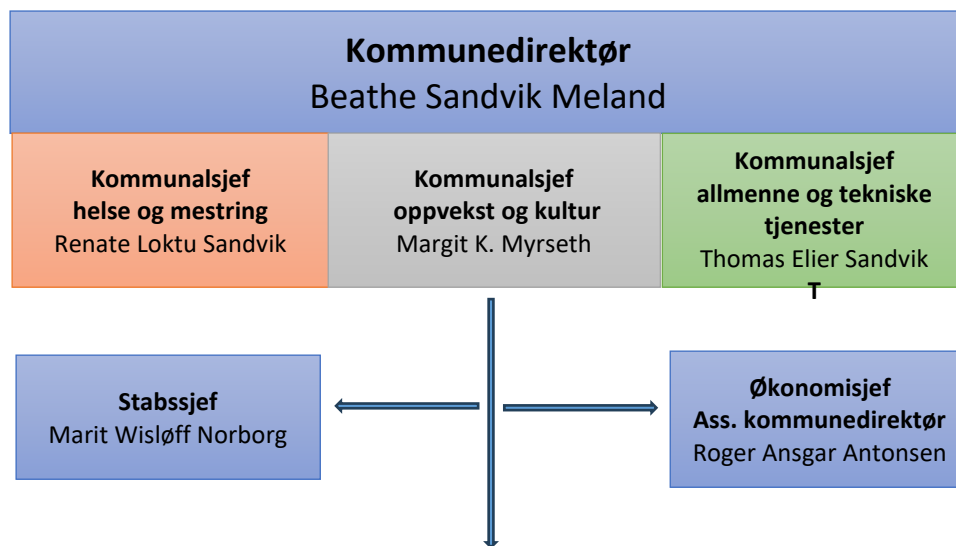 Kommunedirektør
Beathe Sandvik Meland
Kommunalsjef
helse og mestring
Renate Loktu Sandvik
Kommunalsjef
oppvekst og kultur
Margit K. Myrseth
Kommunalsjef
allmenne og tekniske
tjenester
Thomas Elier Sandvik
T
Stabssjef
Marit Wisløff Norborg
Økonomisjef
Ass. kommunedirektør
Roger Ansgar Antonsen